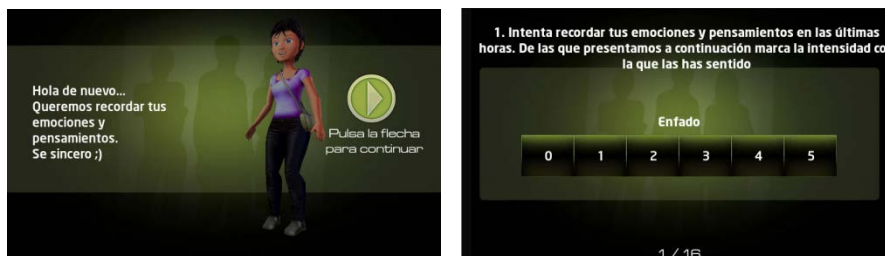 Hola de nuevo...
Queremos recordar tus
emociones y
pensamientos.
Se sincero ;)
Pulsa la flecha
para continuar
1. Intenta recordar tus emociones y pensamientos en las últimas
horas. De las que presentamos a continuación marca la intensidad co
la que las has sentido
Enfado
0 1 2 3 4 5
1 / 16